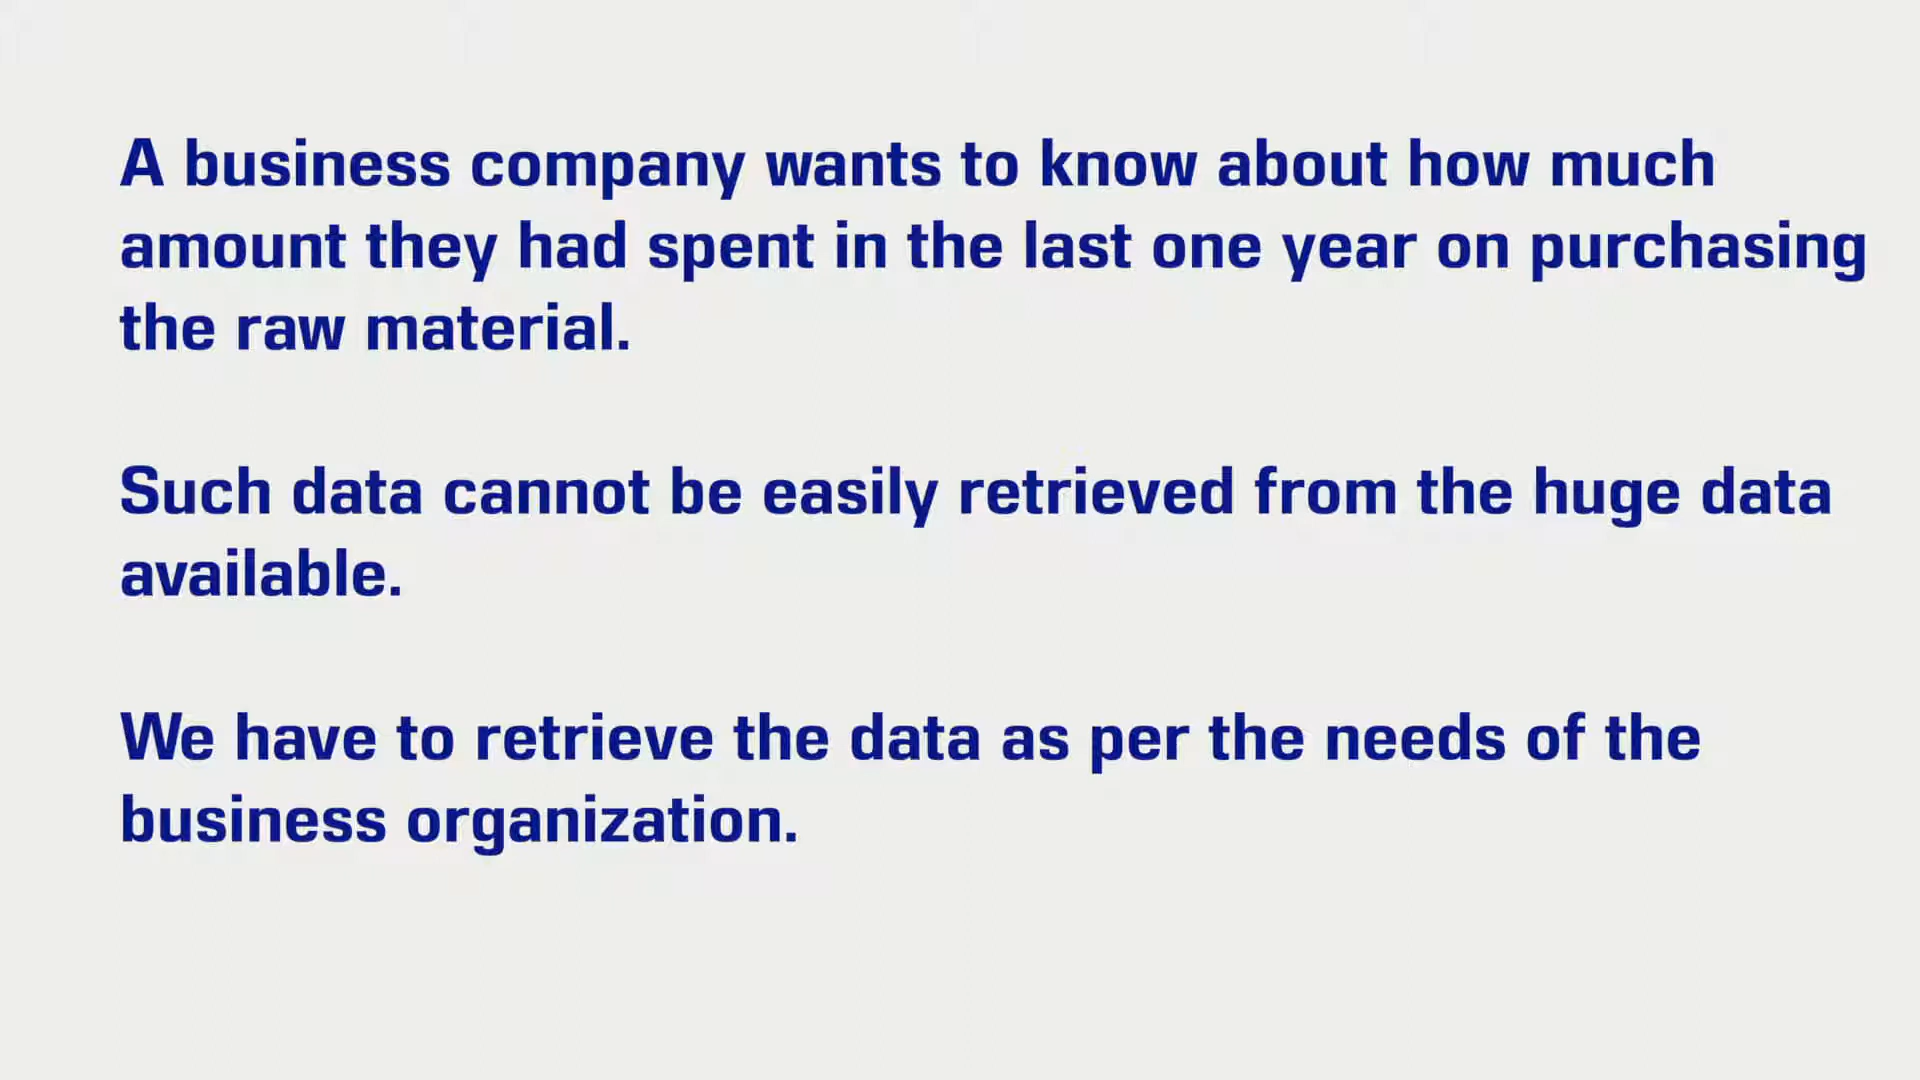 A business company wants to know about how much
amount they had spent in the last one year on purchasing
the raw material.
Such data cannot be easily retrieved from the huge data
available.
We have to retrieve the data as per the needs of the
business organization.